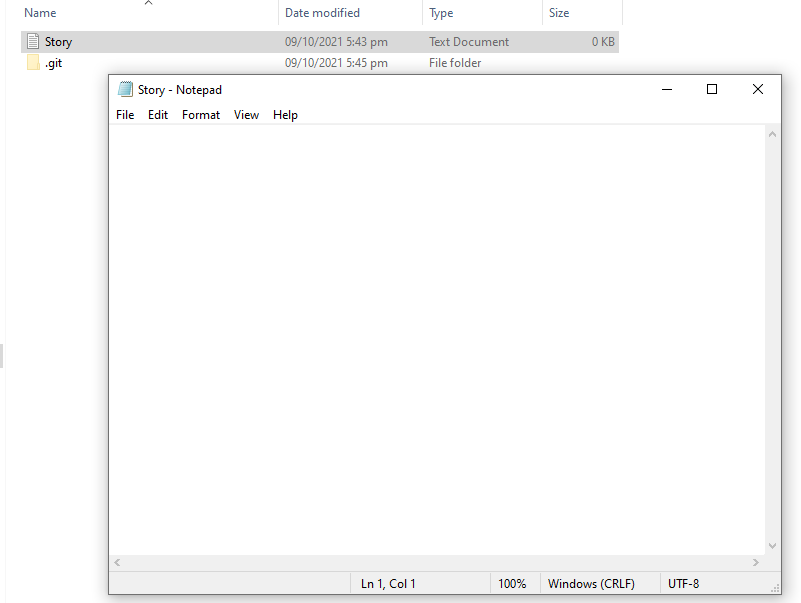 Name Date modified Type Size
Story 09/10/2021 5:43 pm Text Document 0 KB
.git 09/10/2021 5:45 pm File folder
Story - Notepad
File Edit Format View Help
Ln 1, Col 1 100% Windows (CRLF) UTF-8